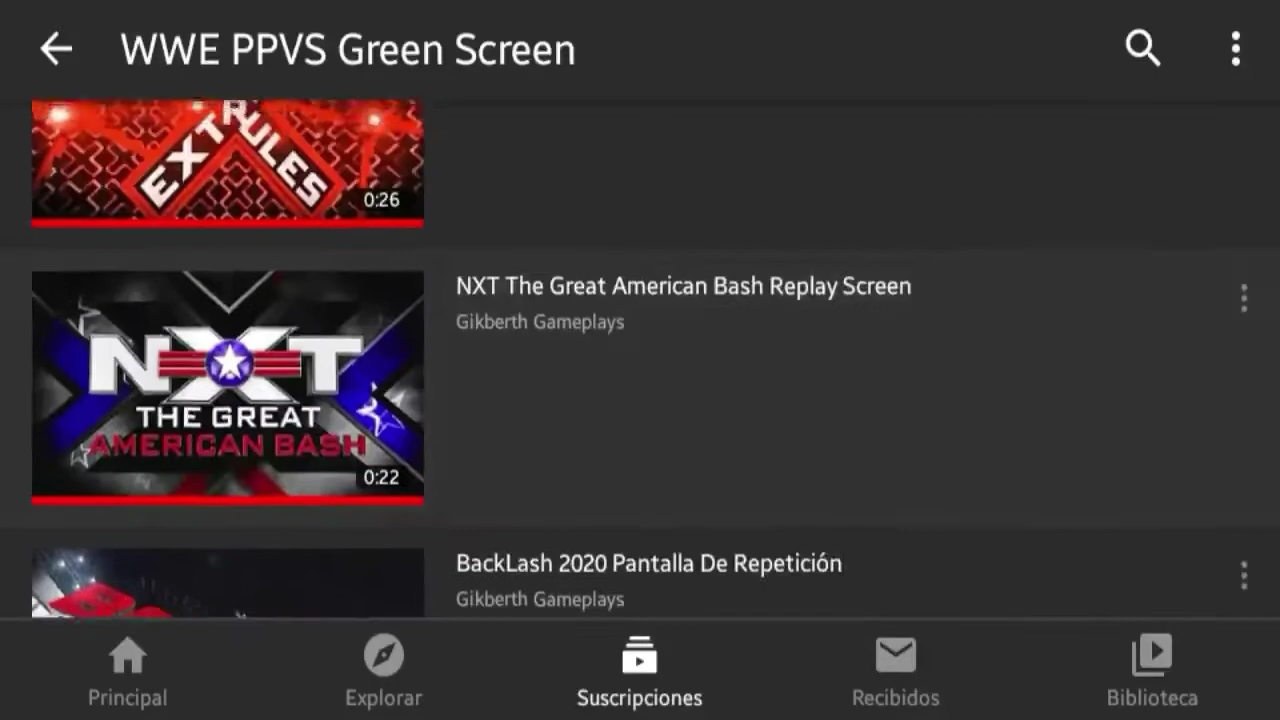 WWE PPVS Green Screen
EXTR RULES
0:26
NXT The Great American Bash Replay Screen
Gikberth Gameplays
NXT
THE GREAT
AMERICAN BASH
0:22
BackLash 2020 Pantalla De Repetición
Gikberth Gameplays
Principal
Explorar
Suscripciones
Recibidos
Biblioteca